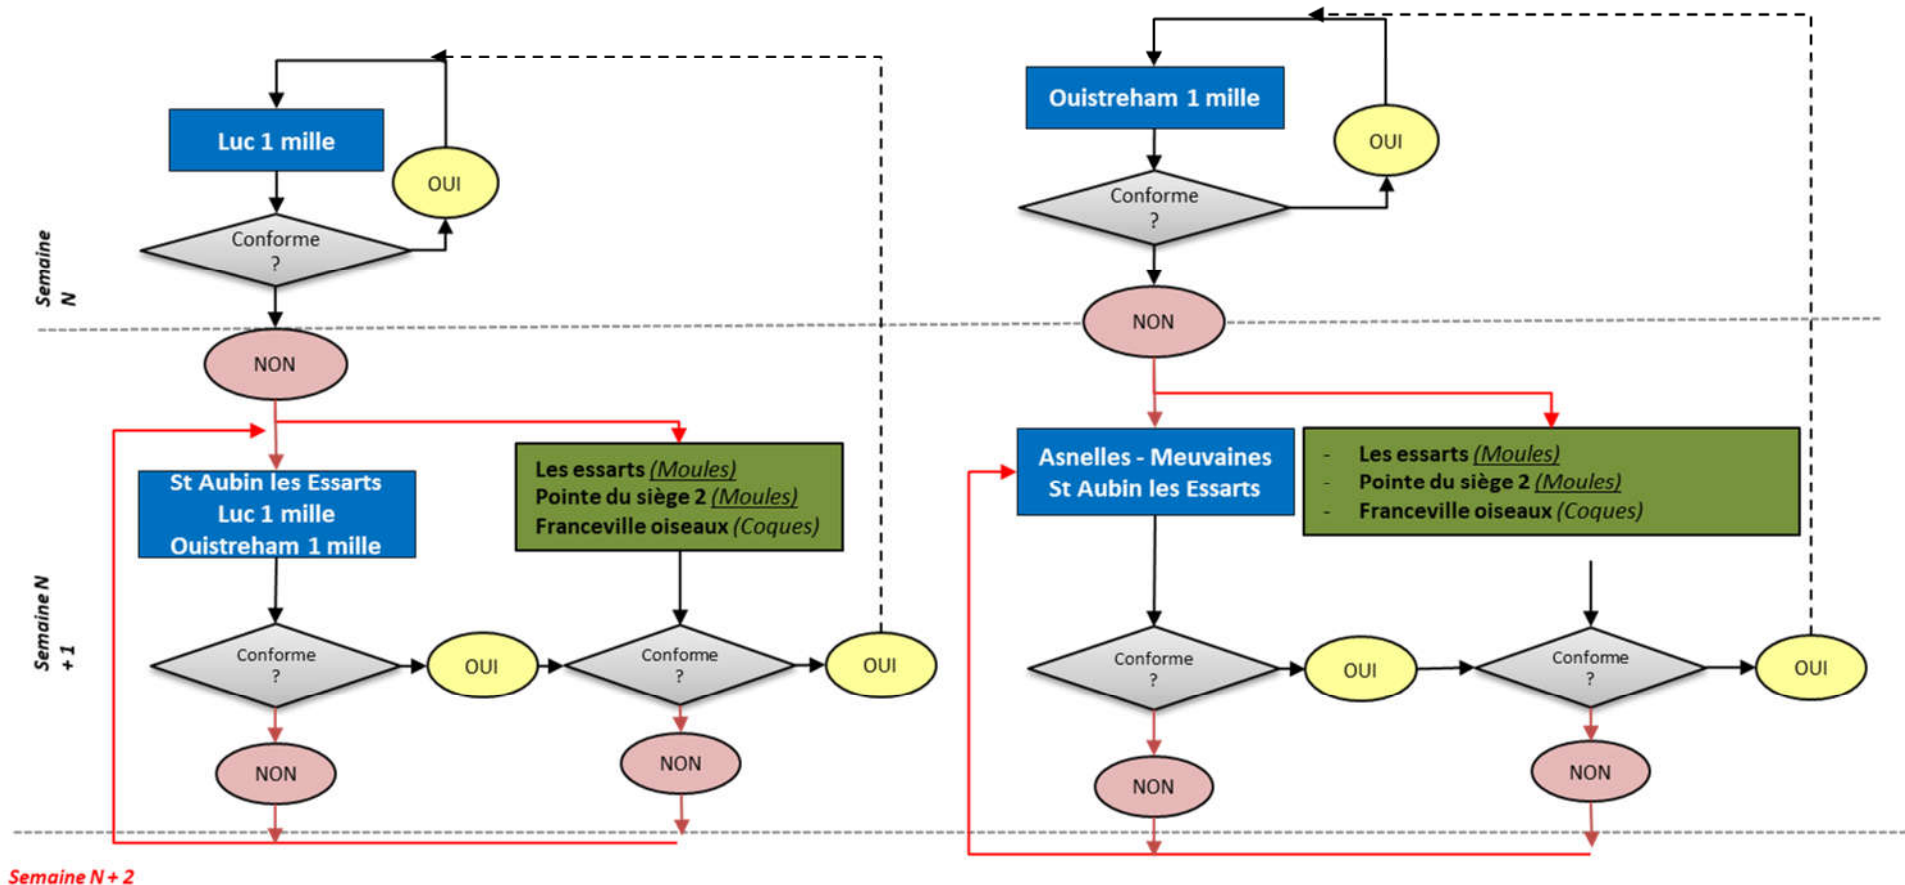 Semaine
N
Luc 1 mille
OUI
Conforme
?
NON
Ouistreham 1 mille
OUI
Conforme
?
NON
Semaine N
+ 1
St Aubin les Essarts
Luc 1 mille
Ouistreham 1 mille
Les essarts (Moules)
Pointe du siège 2 (Moules)
Franceville oiseaux (Coques)
Conforme
?
OUI
Conforme
?
OUI
NON
NON
Asnelles - Meuvaines
St Aubin les Essarts
- Les essarts (Moules)
- Pointe du siège 2 (Moules)
- Franceville oiseaux (Coques)
Conforme
?
OUI
Conforme
?
OUI
NON
NON
Semaine N + 2